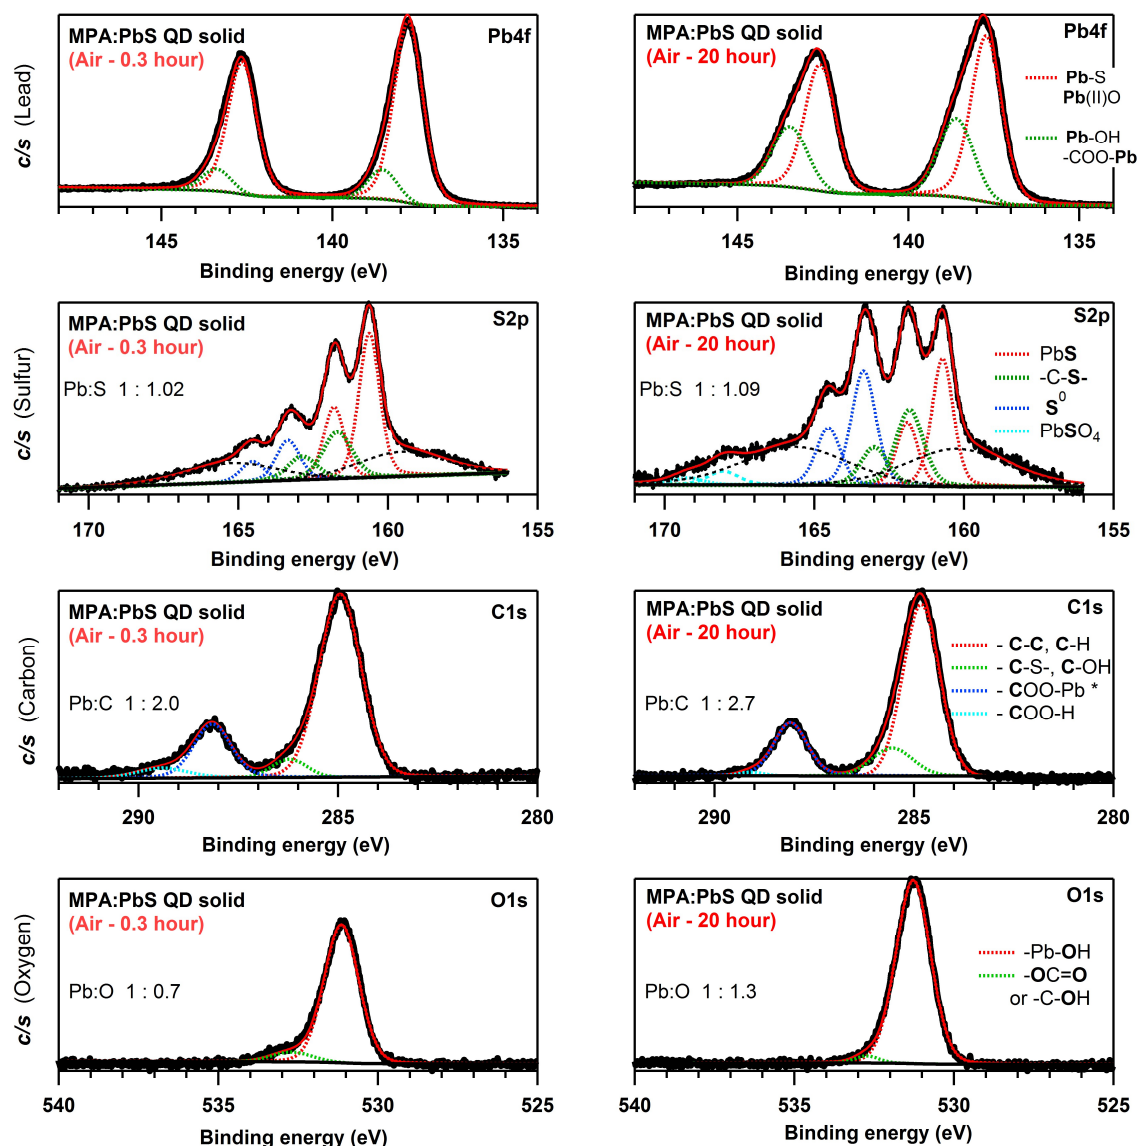 MPA:PbS QD solid
(Air - 0.3 hour)
Pb4f
c/s (Lead)
145 140 135
Binding energy (eV)
MPA:PbS QD solid
(Air - 20 hour)
Pb4f
Pb-S
Pb(II)O
Pb-OH
-COO-Pb
145 140 135
Binding energy (eV)
MPA:PbS QD solid
(Air - 0.3 hour)
S2p
Pb:S 1 : 1.02
c/s (Sulfur)
170 165 160 155
Binding energy (eV)
MPA:PbS QD solid
(Air - 20 hour)
S2p
Pb:S 1 : 1.09
PbS
-C-S-
S⁰
PbSO₄
170 165 160 155
Binding energy (eV)
MPA:PbS QD solid
(Air - 0.3 hour)
C1s
Pb:C 1 : 2.0
c/s (Carbon)
290 285 280
Binding energy (eV)
MPA:PbS QD solid
(Air - 20 hour)
C1s
Pb:C 1 : 2.7
- C-C, C-H
- C-S-, C-OH
- COO-Pb *
- COO-H
290 285 280
Binding energy (eV)
MPA:PbS QD solid
(Air - 0.3 hour)
O1s
Pb:O 1 : 0.7
c/s (Oxygen)
540 535 530 525
Binding energy (eV)
MPA:PbS QD solid
(Air - 20 hour)
O1s
Pb:O 1 : 1.3
-Pb-OH
-OC=O
or -C-OH
540 535 530 525
Binding energy (eV)